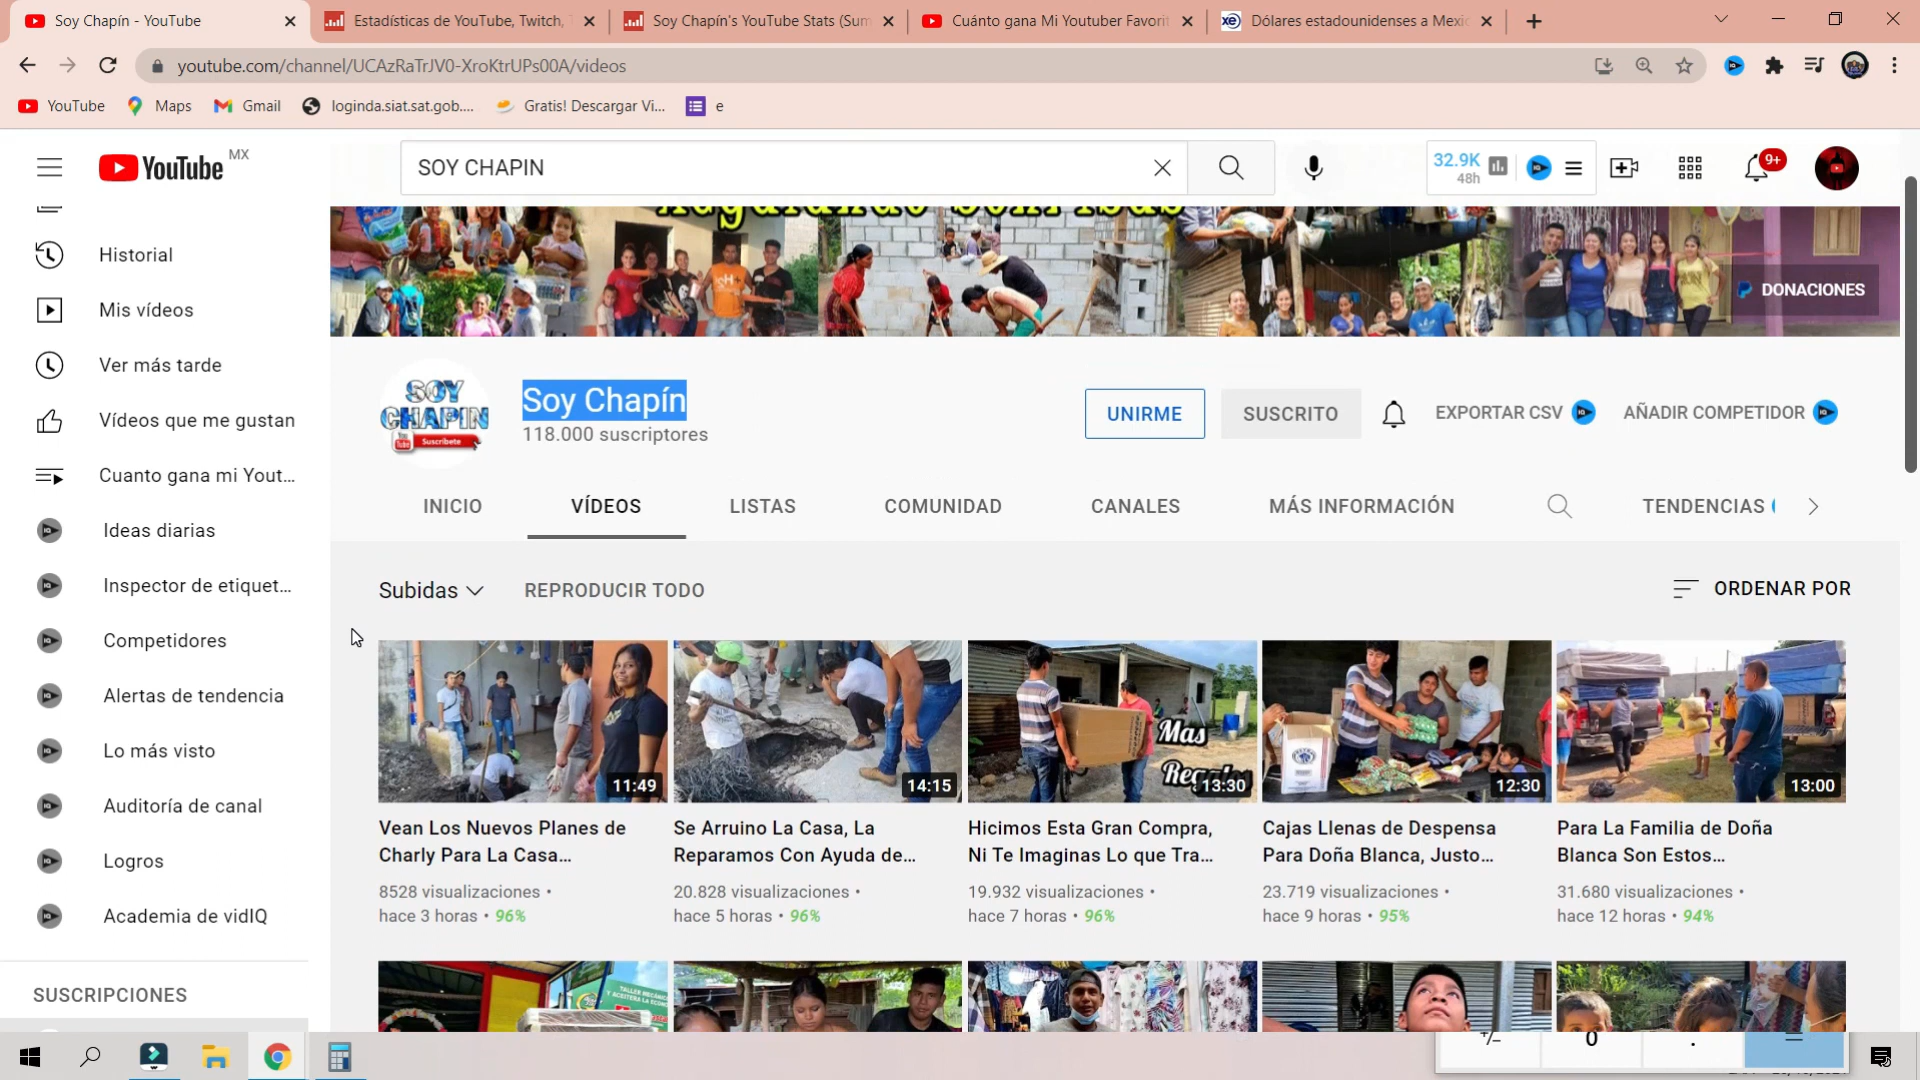 Soy Chapín - YouTube
Estadísticas de YouTube, Twitch,
Soy Chapín's YouTube Stats (Sum
Cuánto gana Mi Youtuber Favorit
Dólares estadounidenses a Mexic
youtube.com/channel/UCAzRaTrJV0-XroKtrUPs00A/videos
YouTube
Maps
Gmail
loginda.siat.sat.gob....
Gratis! Descargar Vi...
e
YouTube MX
SOY CHAPIN
32.9K
48h
9+
Historial
Mis vídeos
Ver más tarde
Vídeos que me gustan
Cuanto gana mi Yout...
Ideas diarias
Inspector de etiquet...
Competidores
Alertas de tendencia
Lo más visto
Auditoría de canal
Logros
Academia de vidIQ
SUSCRIPCIONES
DONACIONES
SOY
CHAPIN
Suscribete
Soy Chapín
118.000 suscriptores
UNIRME
SUSCRITO
EXPORTAR CSV
AÑADIR COMPETIDOR
INICIO
VÍDEOS
LISTAS
COMUNIDAD
CANALES
MÁS INFORMACIÓN
TENDENCIAS
Subidas
REPRODUCIR TODO
ORDENAR POR
11:49
14:15
Mas
13:30
12:30
13:00
Vean Los Nuevos Planes de
Charly Para La Casa...
8528 visualizaciones •
hace 3 horas • 96%
Se Arruino La Casa, La
Reparamos Con Ayuda de...
20.828 visualizaciones •
hace 5 horas • 96%
Hicimos Esta Gran Compra,
Ni Te Imaginas Lo que Tra...
19.932 visualizaciones •
hace 7 horas • 96%
Cajas Llenas de Despensa
Para Doña Blanca, Justo...
23.719 visualizaciones •
hace 9 horas • 95%
Para La Familia de Doña
Blanca Son Estos...
31.680 visualizaciones •
hace 12 horas • 94%
0